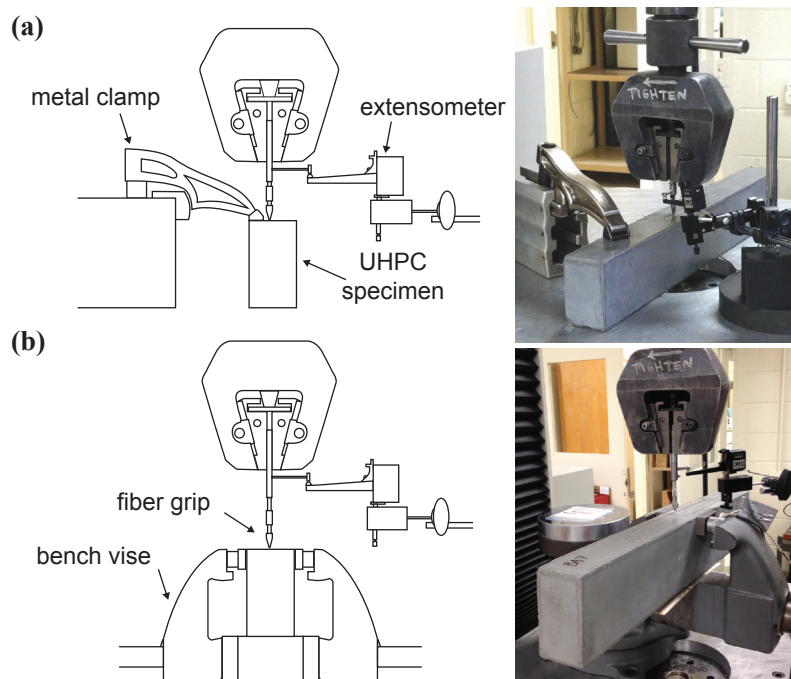 (a)
metal clamp
extensometer
UHPC
specimen
TIGHTEN
(b)
fiber grip
bench vise
TIGHTEN
BA7